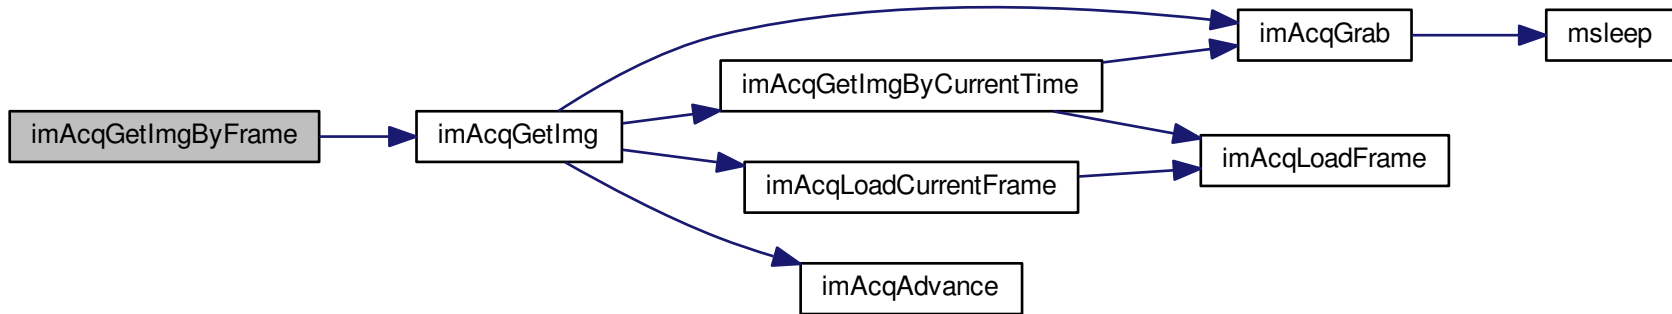 imAcqGetImgByFrame
imAcqGetImg
imAcqGetImgByCurrentTime
imAcqLoadCurrentFrame
imAcqAdvance
imAcqGrab
imAcqLoadFrame
msleep